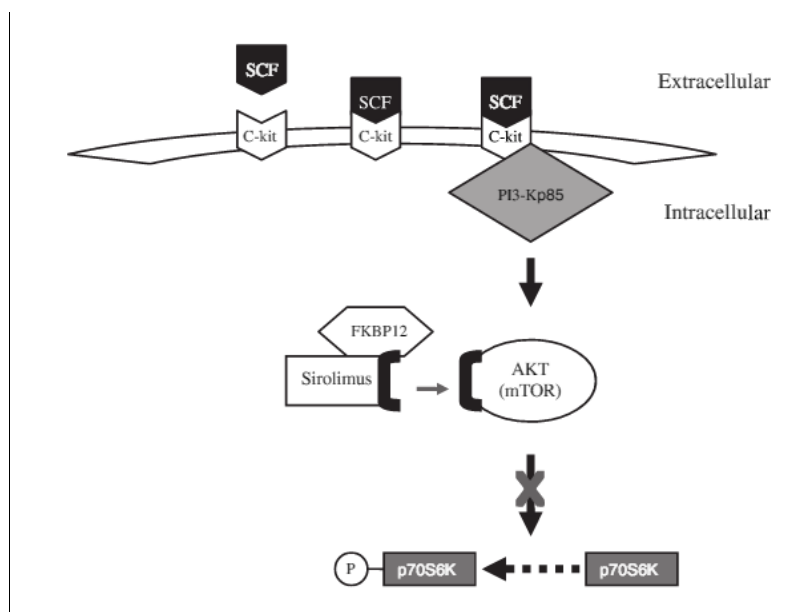 SCF
Extracellular
SCF
SCF
C-kit
C-kit
C-kit
PI3-Kp85
Intracellular
FKBP12
Sirolimus
AKT
(mTOR)
P
p70S6K
p70S6K